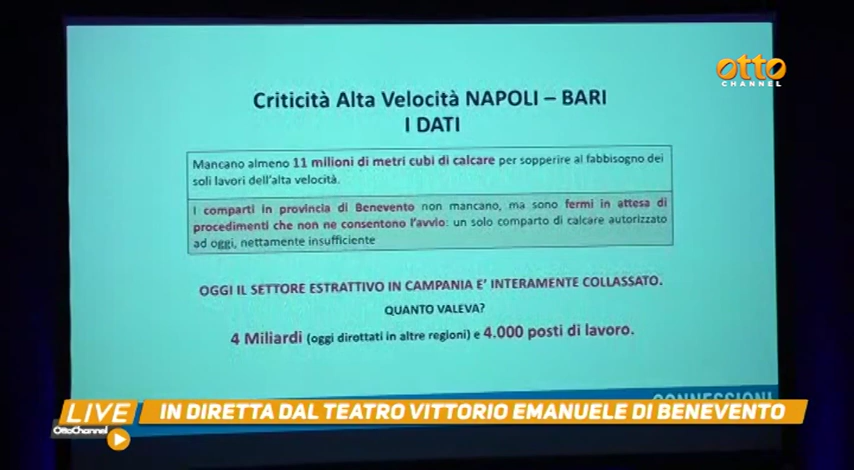 otto
CHANNEL
Criticità Alta Velocità NAPOLI – BARI
I DATI
Mancano almeno 11 milioni di metri cubi di calcare per sopperire al fabbisogno dei
soli lavori dell'alta velocità.
I comparti in provincia di Benevento non mancano, ma sono fermi in attesa di
procedimenti che non ne consentono l'avvio: un solo comparto di calcare autorizzato
ad oggi, nettamente insufficiente
OGGI IL SETTORE ESTRATTIVO IN CAMPANIA E' INTERAMENTE COLLASSATO.
QUANTO VALEVA?
4 Miliardi (oggi dirottati in altre regioni) e 4.000 posti di lavoro.
CONNESSIONI
LIVE IN DIRETTA DAL TEATRO VITTORIO EMANUELE DI BENEVENTO
OttoChannel